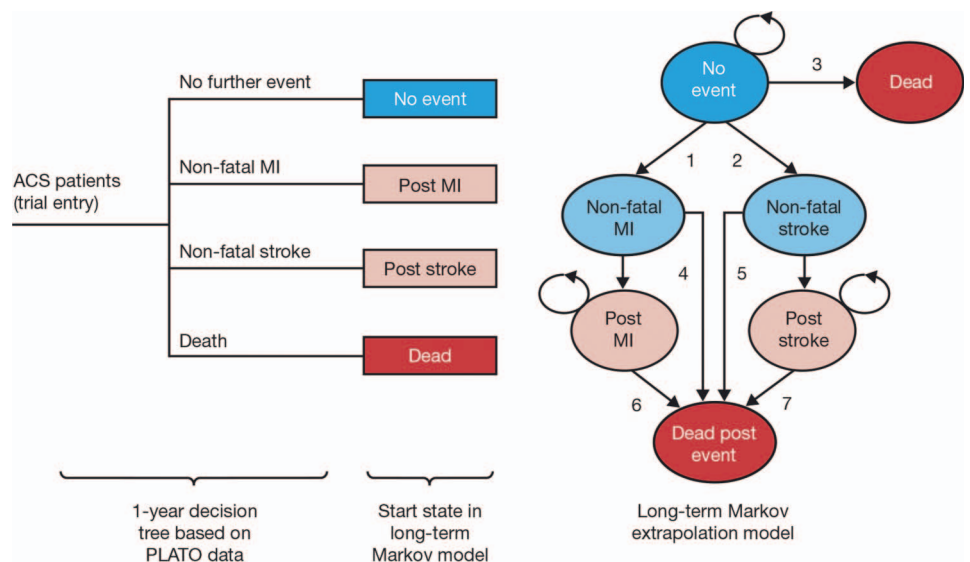 ACS patients
(trial entry)
No further event
No event
Non-fatal MI
Post MI
Non-fatal stroke
Post stroke
Death
Dead
1-year decision
tree based on
PLATO data
Start state in
long-term
Markov model
No
event
3
Dead
1
2
Non-fatal
MI
Non-fatal
stroke
4
5
Post
MI
Post
stroke
6
7
Dead post
event
Long-term Markov
extrapolation model